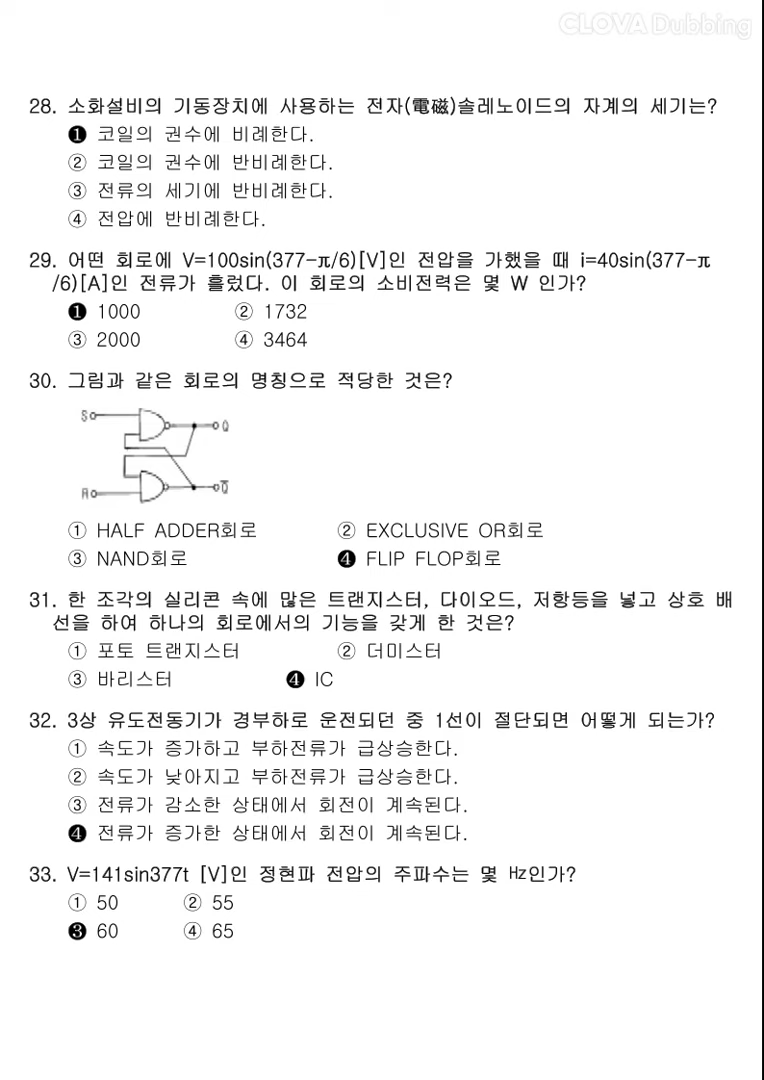 CLOVA Dubbing
28. 소화설비의 기동장치에 사용하는 전자(電磁)솔레노이드의 자계의 세기는?
❶ 코일의 권수에 비례한다.
② 코일의 권수에 반비례한다.
③ 전류의 세기에 반비례한다.
④ 전압에 반비례한다.
29. 어떤 회로에 V=100sin(377-π/6)[V]인 전압을 가했을 때 i=40sin(377-π
/6)[A]인 전류가 흘렀다. 이 회로의 소비전력은 몇 W 인가?
❶ 1000 ② 1732
③ 2000 ④ 3464
30. 그림과 같은 회로의 명칭으로 적당한 것은?
S Q
R Q̅
① HALF ADDER회로 ② EXCLUSIVE OR회로
③ NAND회로 ❹ FLIP FLOP회로
31. 한 조각의 실리콘 속에 많은 트랜지스터, 다이오드, 저항등을 넣고 상호 배
선을 하여 하나의 회로에서의 기능을 갖게 한 것은?
① 포토 트랜지스터 ② 더미스터
③ 바리스터 ❹ IC
32. 3상 유도전동기가 경부하로 운전되던 중 1선이 절단되면 어떻게 되는가?
① 속도가 증가하고 부하전류가 급상승한다.
② 속도가 낮아지고 부하전류가 급상승한다.
③ 전류가 감소한 상태에서 회전이 계속된다.
❹ 전류가 증가한 상태에서 회전이 계속된다.
33. V=141sin377t [V]인 정현파 전압의 주파수는 몇 Hz인가?
① 50 ② 55
❸ 60 ④ 65